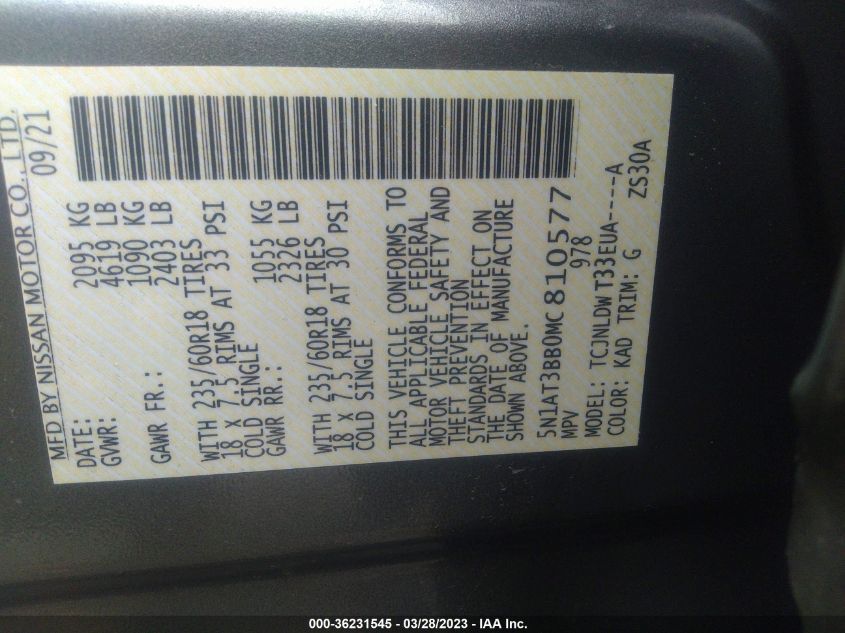 MFD BY NISSAN MOTOR CO., LTD.
DATE: 09/21
GVWR: 2095 KG
4619 LB
GAWR FR.: 1090 KG
2403 LB
WITH 235/60R18 TIRES
18 X 7.5 RIMS AT 33 PSI
COLD SINGLE
GAWR RR.: 1055 KG
2326 LB
WITH 235/60R18 TIRES
18 X 7.5 RIMS AT 30 PSI
COLD SINGLE
THIS VEHICLE CONFORMS TO
ALL APPLICABLE FEDERAL
MOTOR VEHICLE SAFETY AND
THEFT PREVENTION
STANDARDS IN EFFECT ON
THE DATE OF MANUFACTURE
SHOWN ABOVE.
5N1AT3BB0MC810577
MPV 978
MODEL: TCJNLDWT33EUA----A
COLOR: KAD TRIM: G ZS30A
000-36231545 - 03/28/2023 - IAA Inc.